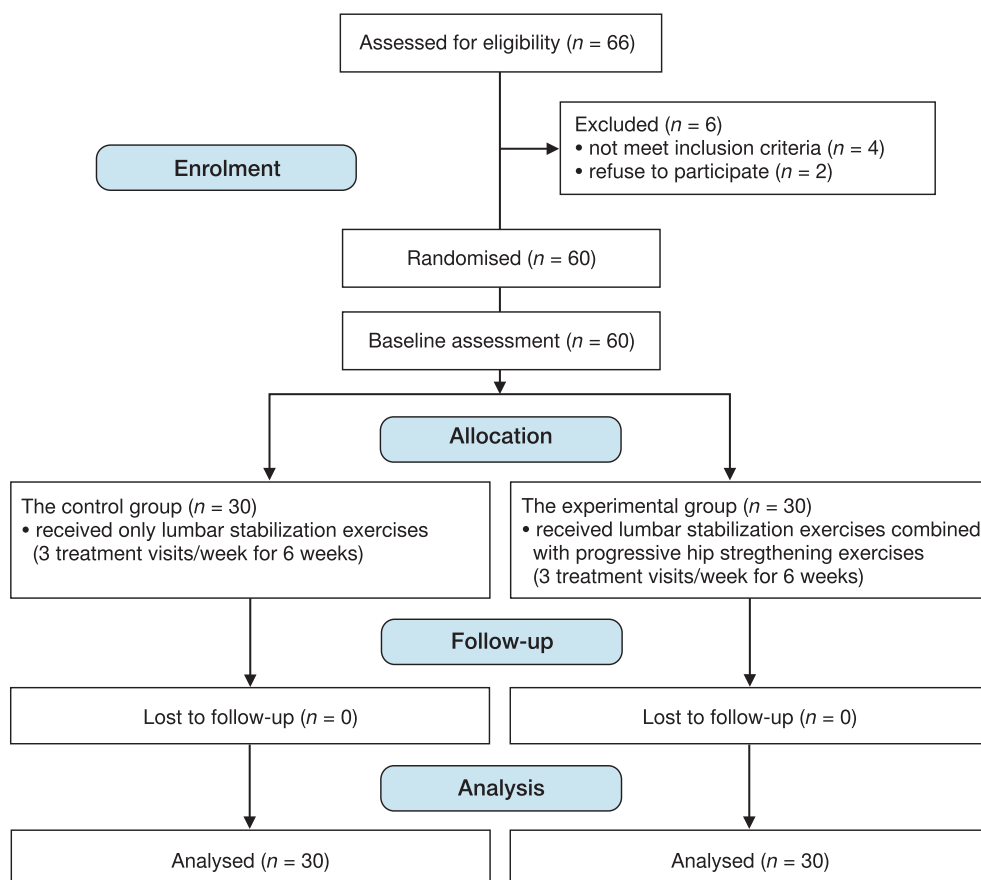 Assessed for eligibility (n = 66)
Excluded (n = 6)
• not meet inclusion criteria (n = 4)
• refuse to participate (n = 2)
Enrolment
Randomised (n = 60)
Baseline assessment (n = 60)
Allocation
The control group (n = 30)
• received only lumbar stabilization exercises
(3 treatment visits/week for 6 weeks)
The experimental group (n = 30)
• received lumbar stabilization exercises combined
with progressive hip stregthening exercises
(3 treatment visits/week for 6 weeks)
Follow-up
Lost to follow-up (n = 0)
Lost to follow-up (n = 0)
Analysis
Analysed (n = 30)
Analysed (n = 30)